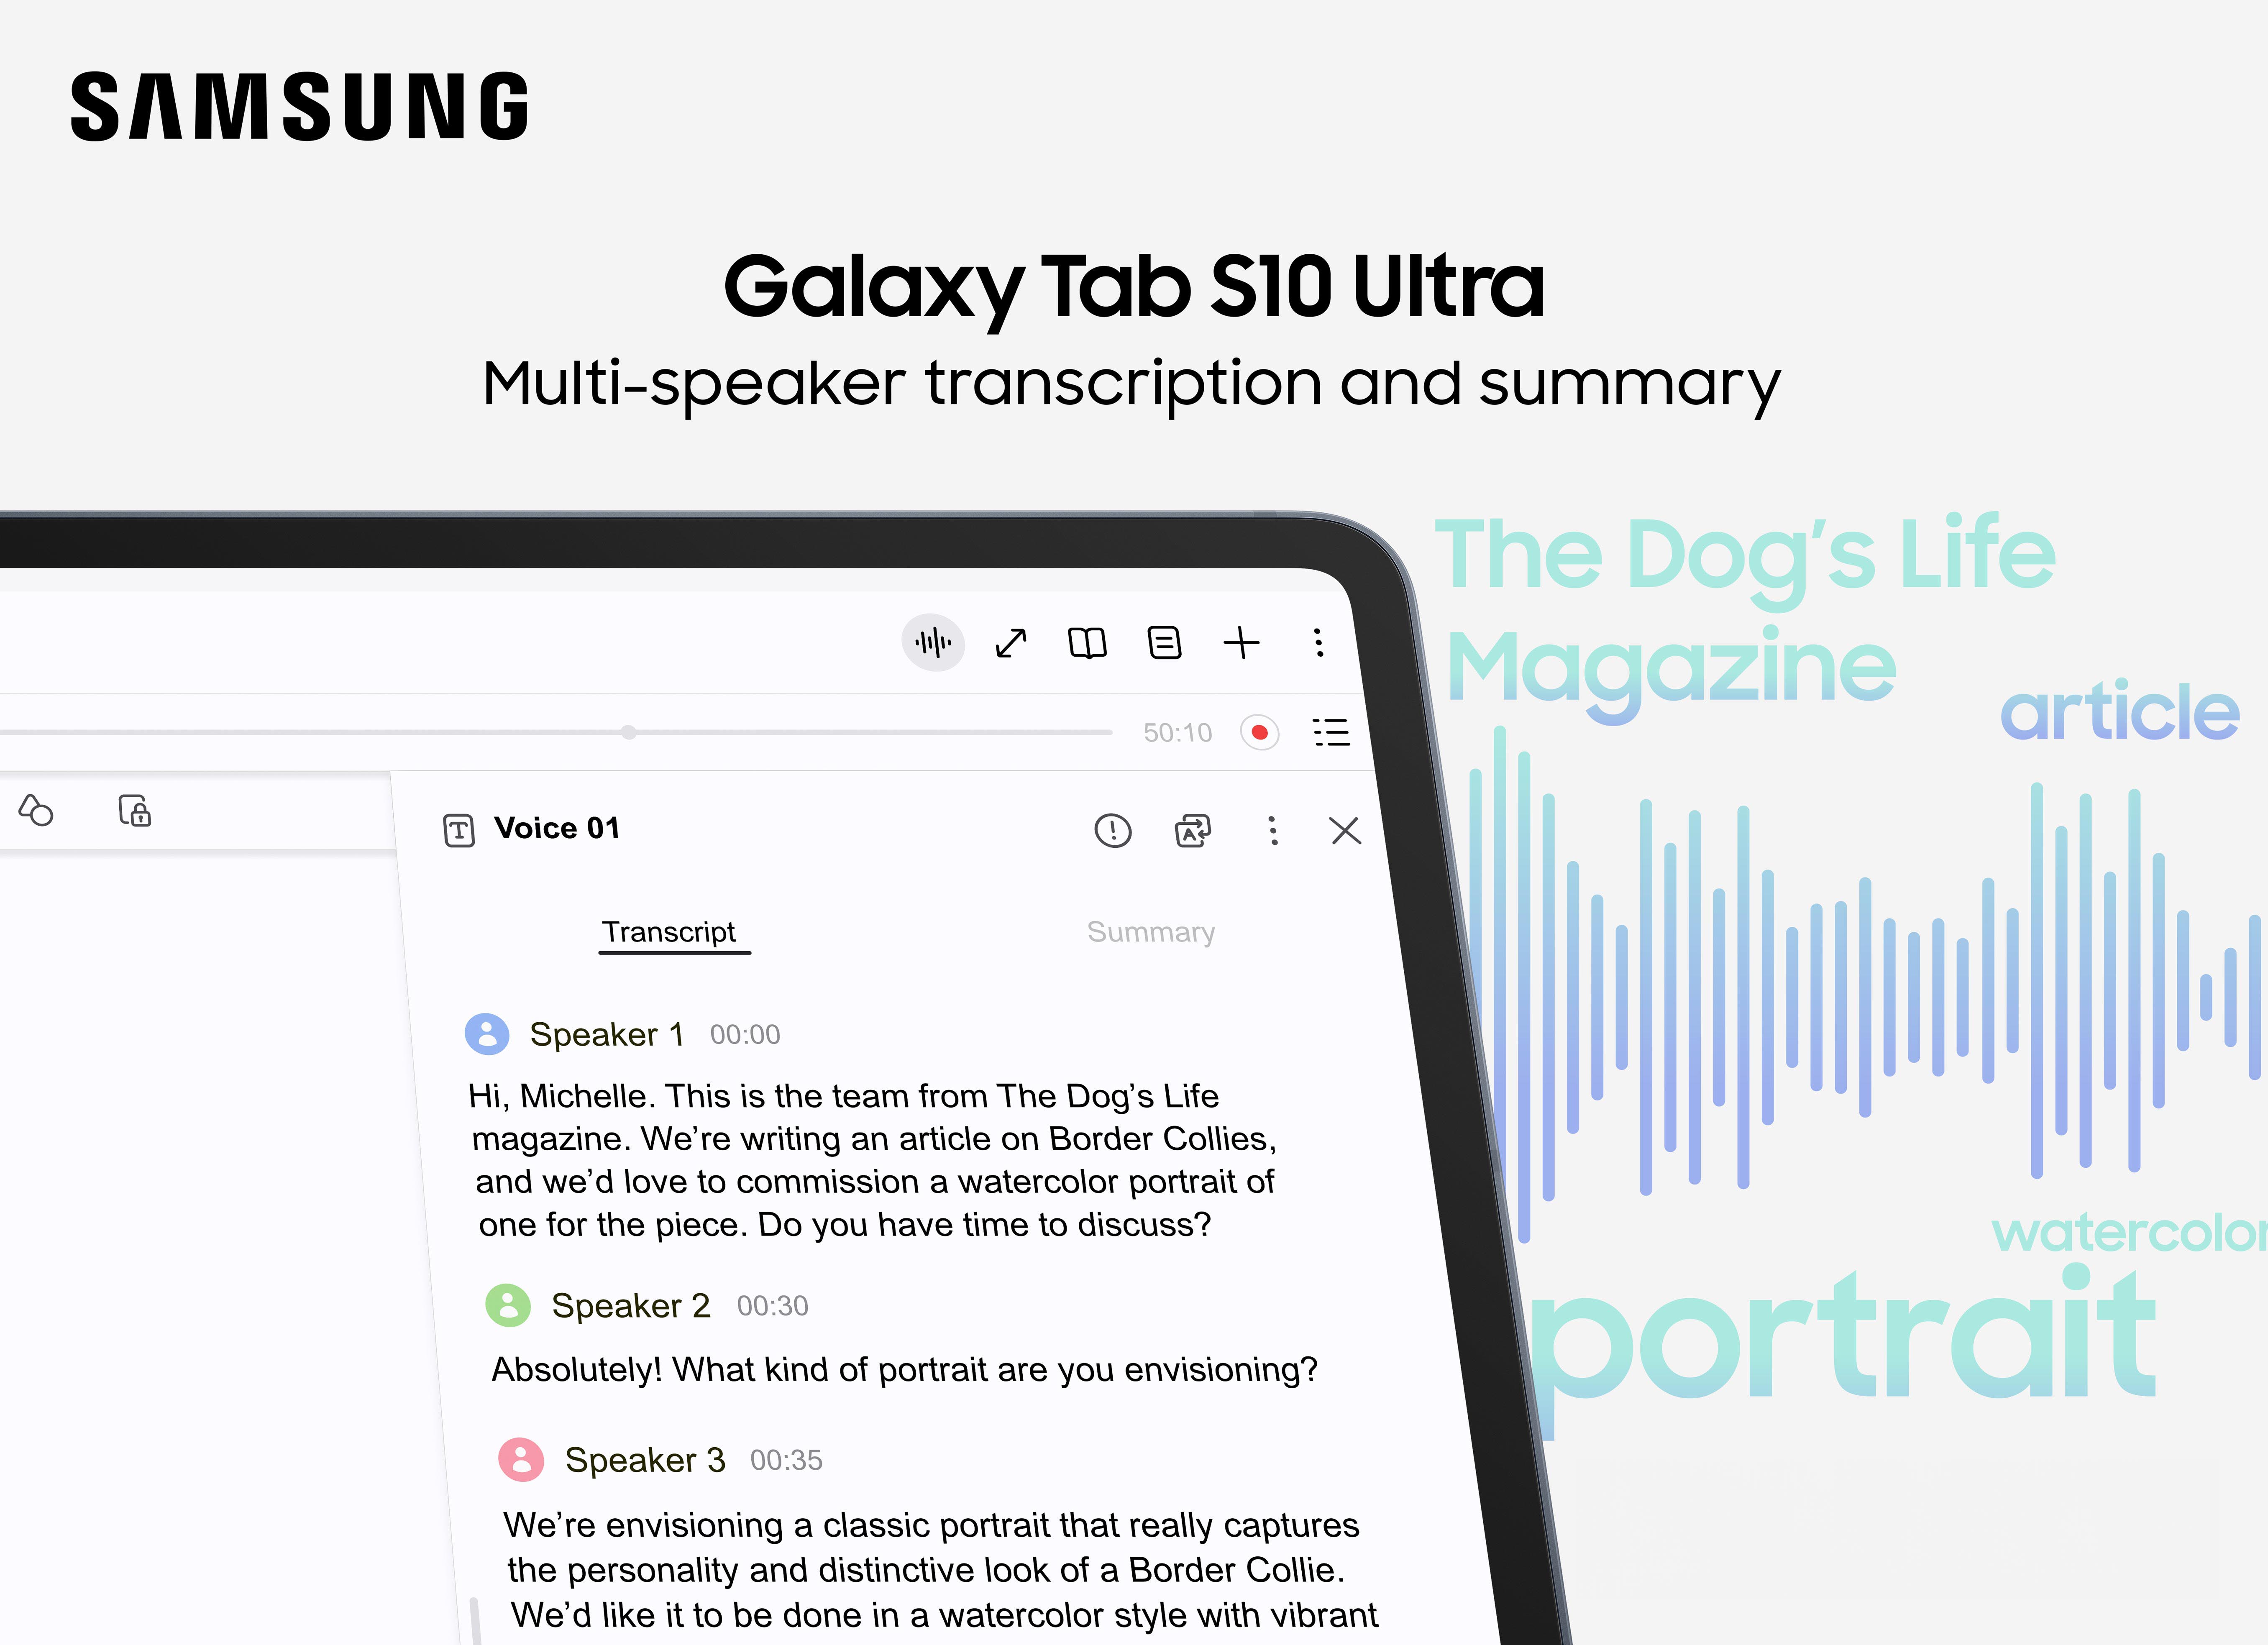 SAMSUNG
Galaxy Tab S10 Ultra
Multi-speaker transcription and summary
The Dog’s Life
Magazine
article
50:10
Voice 01
Transcript
Summary
Speaker 1 00:00
Hi, Michelle. This is the team from The Dog’s Life
magazine. We’re writing an article on Border Collies,
and we’d love to commission a watercolor portrait of
one for the piece. Do you have time to discuss?
Speaker 2 00:30
Absolutely! What kind of portrait are you envisioning?
Speaker 3 00:35
We’re envisioning a classic portrait that really captures
the personality and distinctive look of a Border Collie.
We’d like it to be done in a watercolor style with vibrant
watercolor
portrait